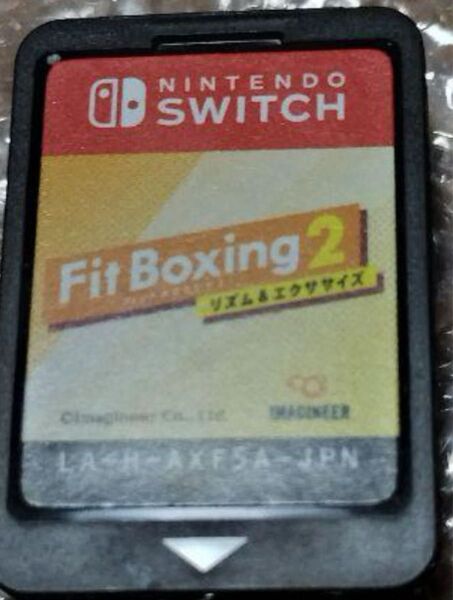 NINTENDO
SWITCH
Fit Boxing 2
リズム&エクササイズ
©Imagineer Co., Ltd.
IMAGINEER
LA-H-AXF5A-JPN